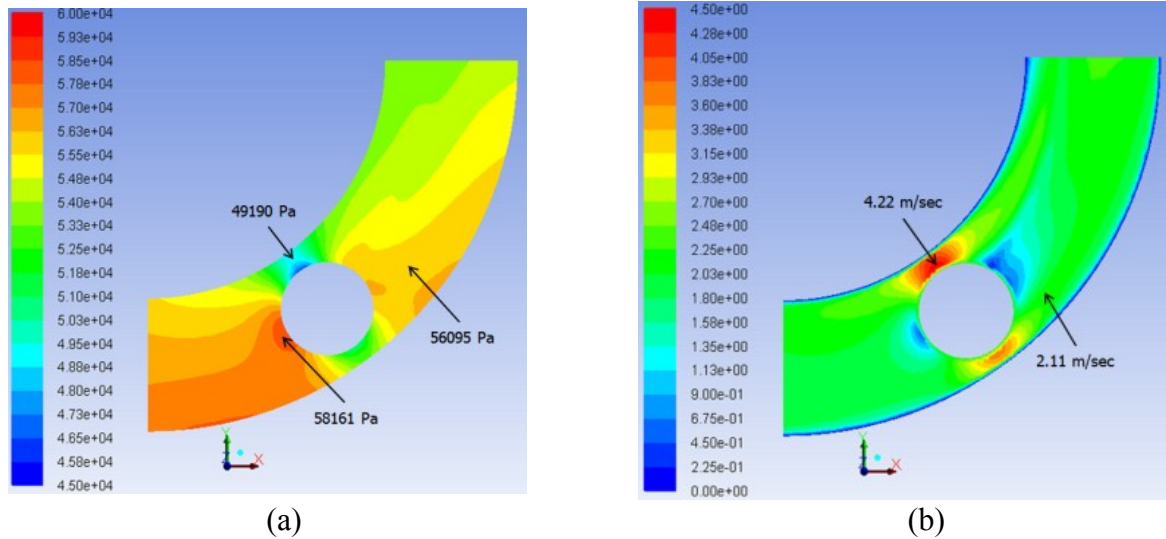 6.00e+04
5.93e+04
5.85e+04
5.78e+04
5.70e+04
5.63e+04
5.55e+04
5.48e+04
5.40e+04
5.33e+04
5.25e+04
5.18e+04
5.10e+04
5.03e+04
4.95e+04
4.88e+04
4.80e+04
4.73e+04
4.65e+04
4.58e+04
4.50e+04
49190 Pa
56095 Pa
58161 Pa
Y
Z
X
(a)
4.50e+00
4.28e+00
4.05e+00
3.83e+00
3.60e+00
3.38e+00
3.15e+00
2.93e+00
2.70e+00
2.48e+00
2.25e+00
2.03e+00
1.80e+00
1.58e+00
1.35e+00
1.13e+00
9.00e-01
6.75e-01
4.50e-01
2.25e-01
0.00e+00
4.22 m/sec
2.11 m/sec
Y
Z
X
(b)